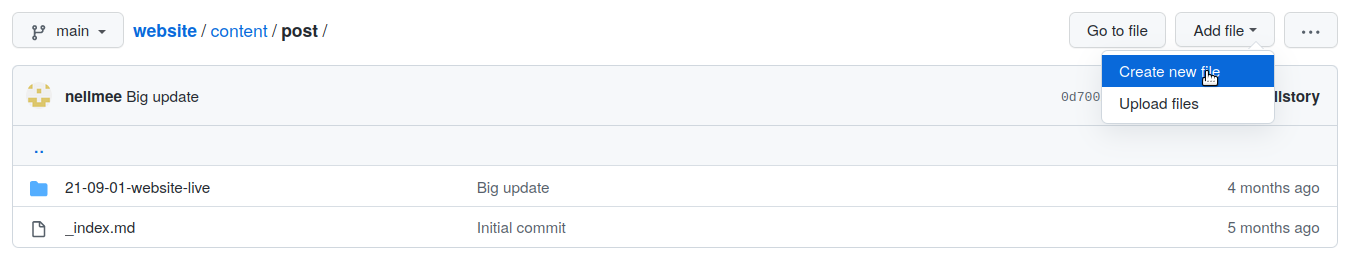 main website / content / post / Go to file Add file ...
Create new file
nellmee Big update 0d700 llstory
Upload files
..
21-09-01-website-live Big update 4 months ago
_index.md Initial commit 5 months ago